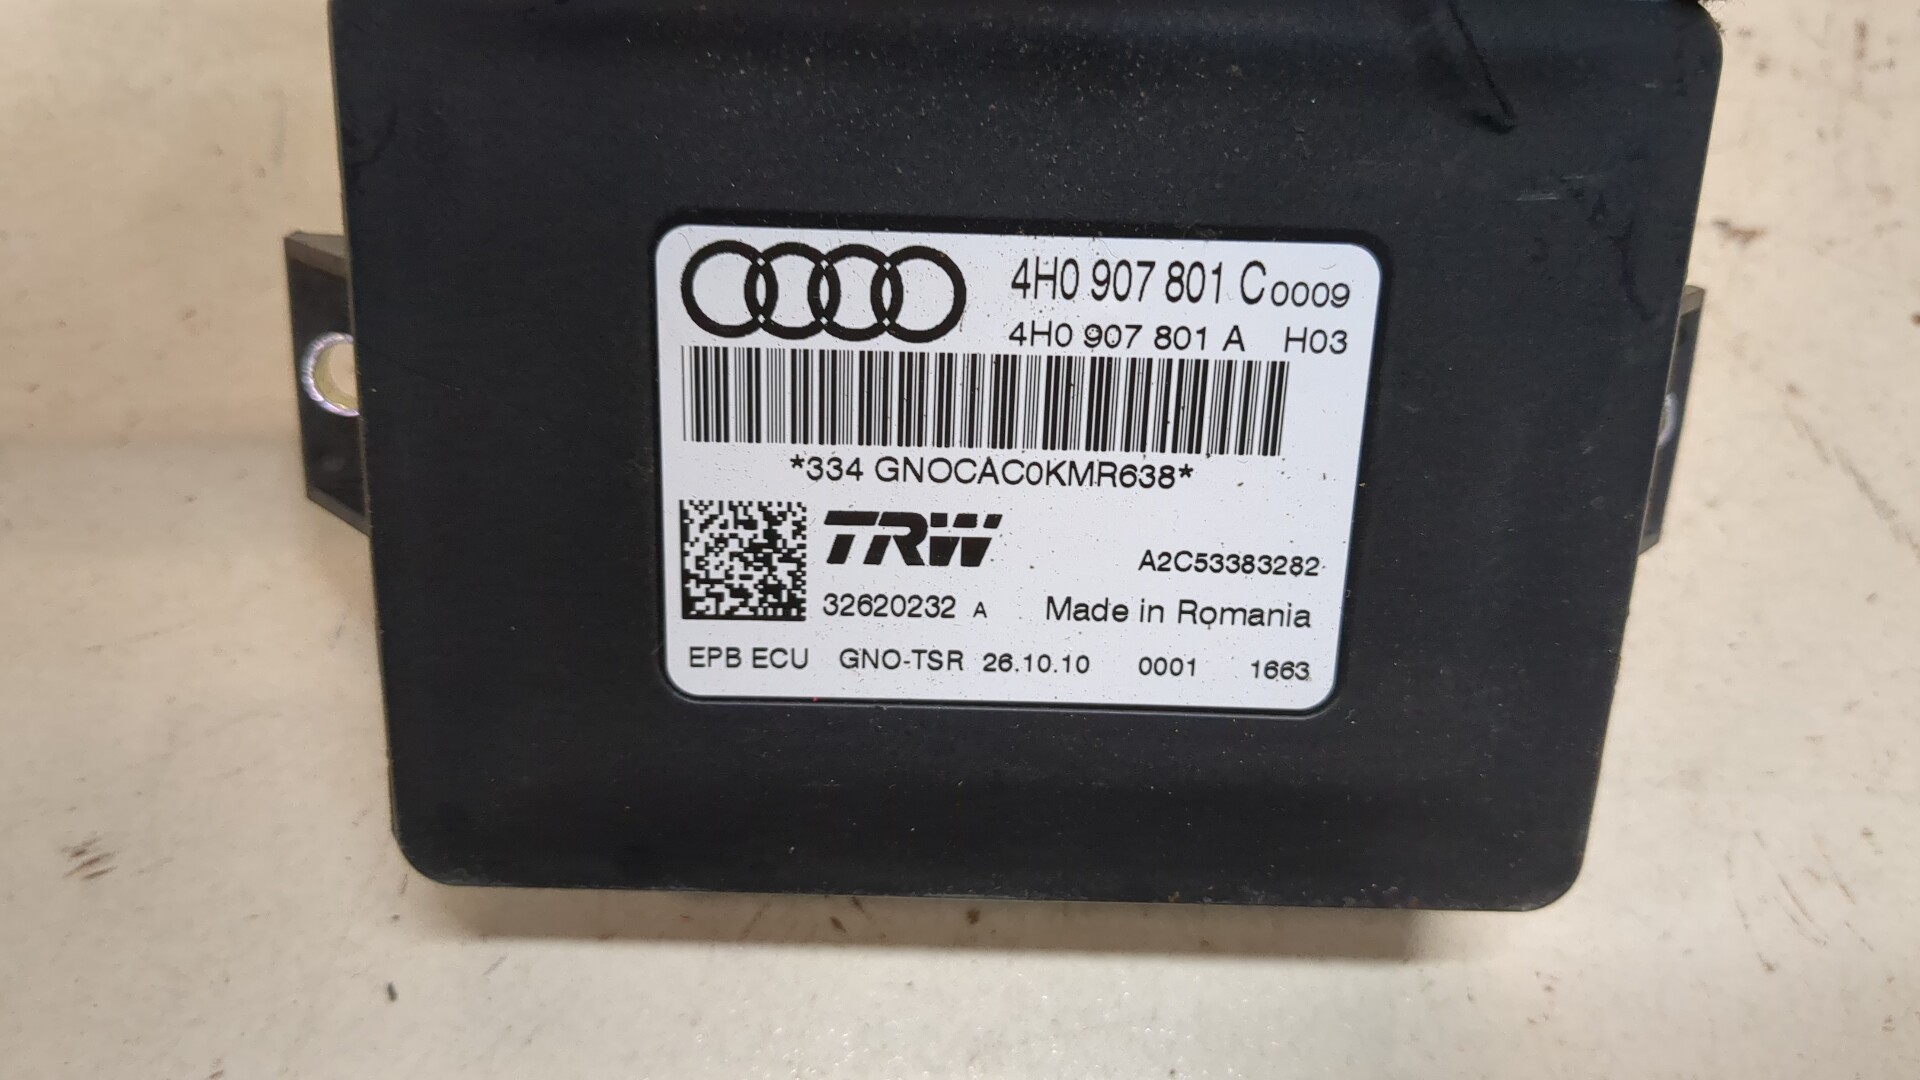 4H0 907 801 C 0009
4H0 907 801 A H03
*334 GNOCAC0KMR638*
TRW
A2C53383282
32620232 A Made in Romania
EPB ECU GNO-TSR 26.10.10 0001 1663